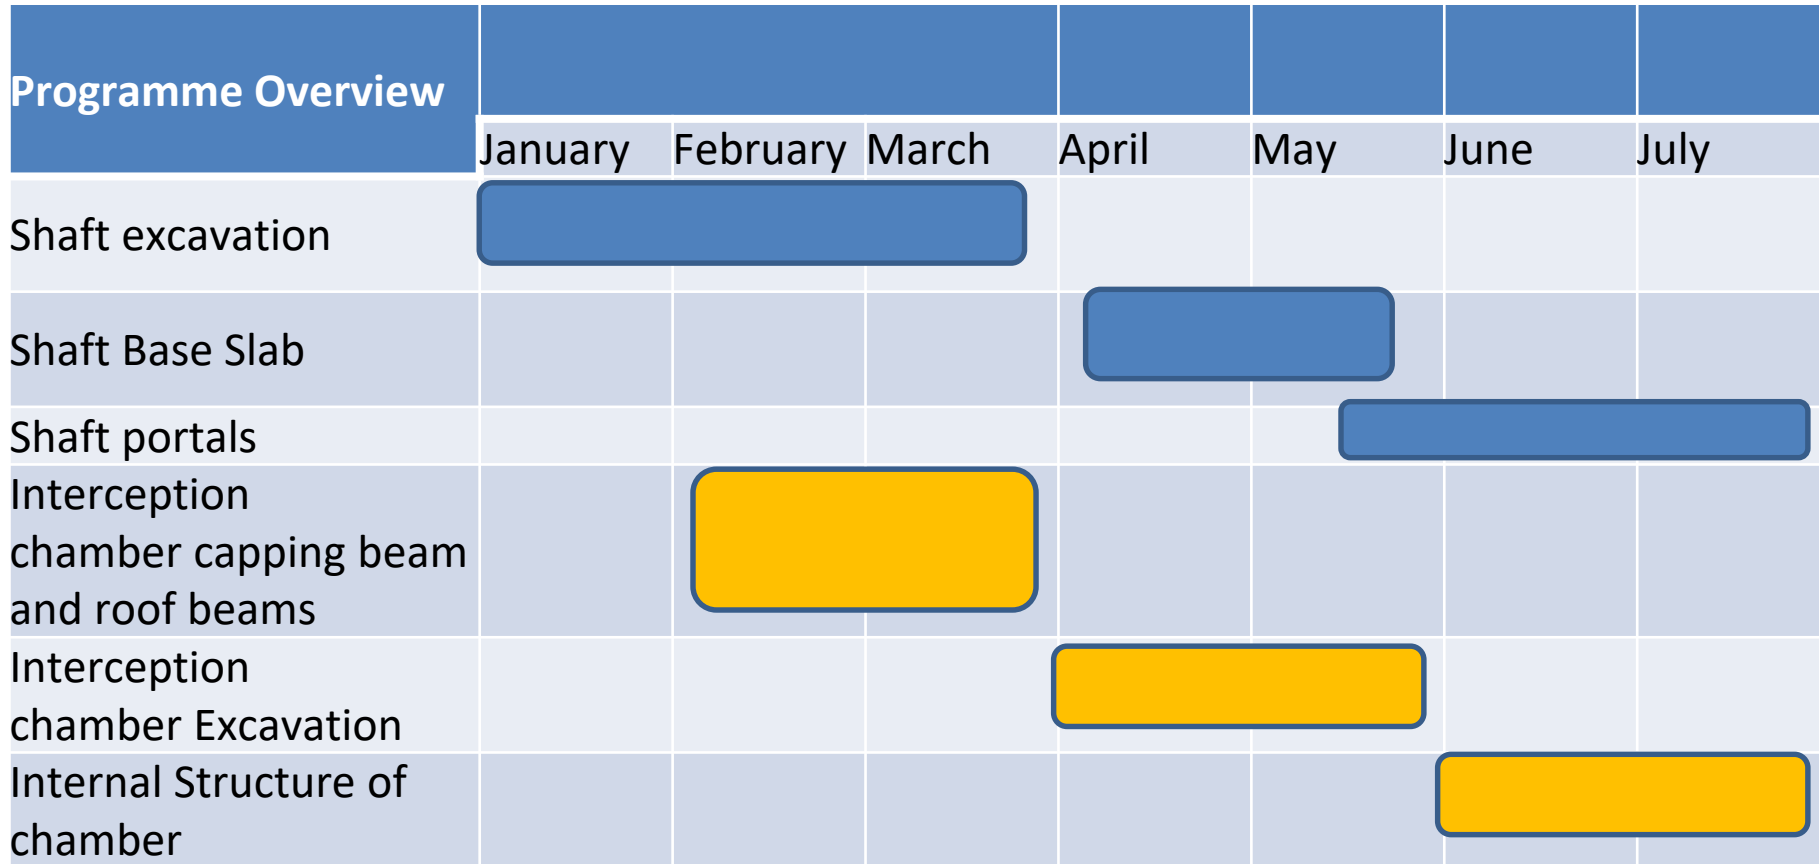 Programme Overview
January February March April May June July
Shaft excavation
Shaft Base Slab
Shaft portals
Interception
chamber capping beam
and roof beams
Interception
chamber Excavation
Internal Structure of
chamber